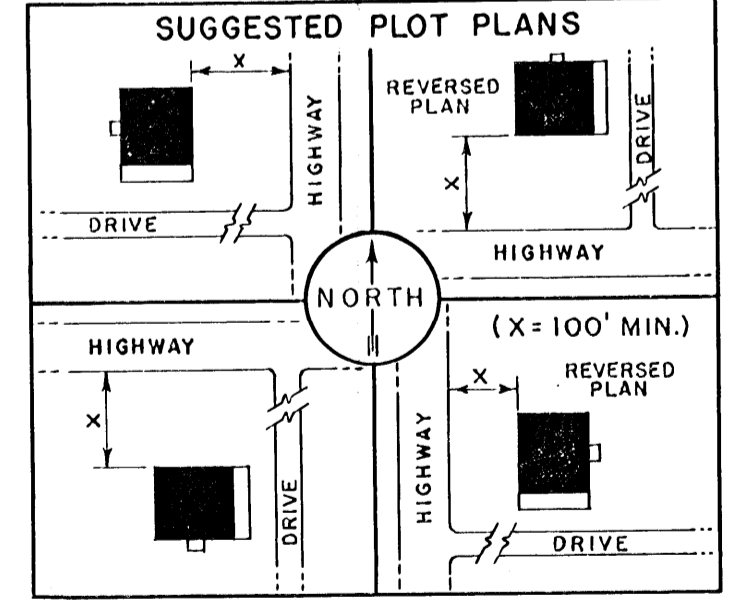 SUGGESTED PLOT PLANS
X
HIGHWAY
DRIVE
REVERSED
PLAN
X
DRIVE
HIGHWAY
NORTH
HIGHWAY
X
DRIVE
(X = 100' MIN.)
X
REVERSED
PLAN
HIGHWAY
DRIVE